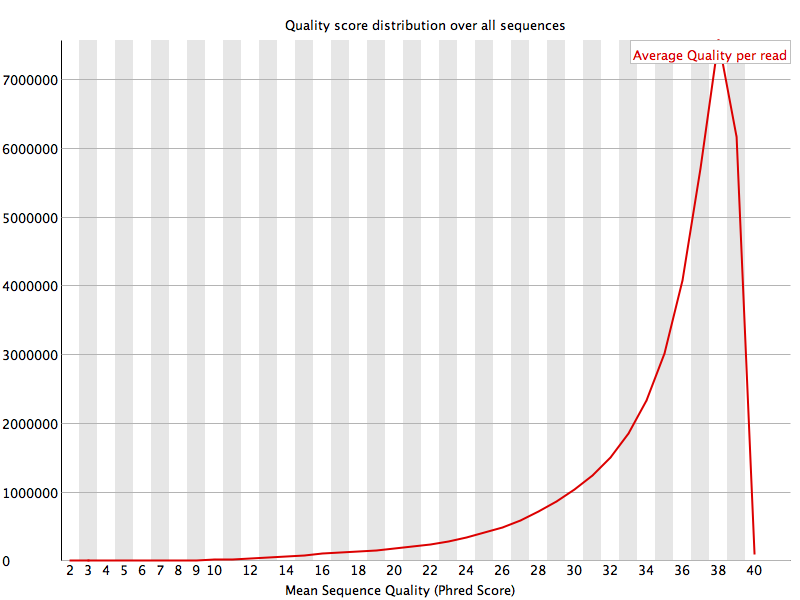 Quality score distribution over all sequences
Average Quality per read
7000000
6000000
5000000
4000000
3000000
2000000
1000000
0
2 3 4 5 6 7 8 9 10 12 14 16 18 20 22 24 26 28 30 32 34 36 38 40
Mean Sequence Quality (Phred Score)